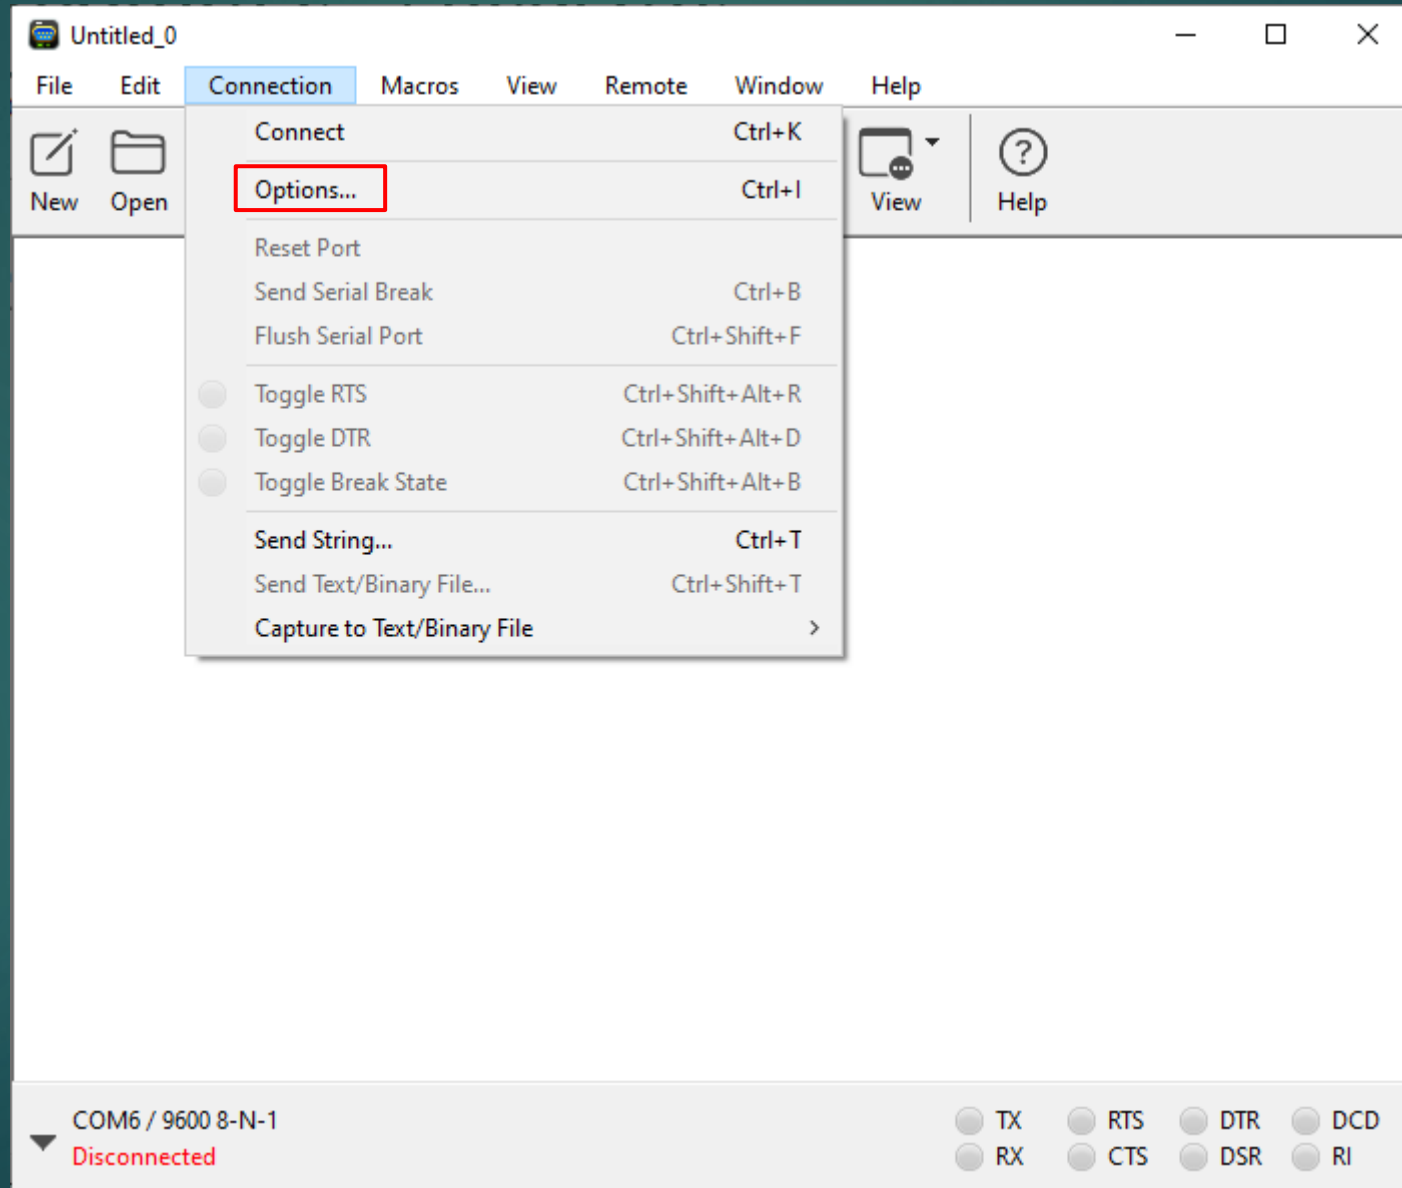 Untitled_0
File Edit Connection Macros View Remote Window Help
New Open View Help
Connect Ctrl+K
Options... Ctrl+I
Reset Port
Send Serial Break Ctrl+B
Flush Serial Port Ctrl+Shift+F
Toggle RTS Ctrl+Shift+Alt+R
Toggle DTR Ctrl+Shift+Alt+D
Toggle Break State Ctrl+Shift+Alt+B
Send String... Ctrl+T
Send Text/Binary File... Ctrl+Shift+T
Capture to Text/Binary File
COM6 / 9600 8-N-1 TX RTS DTR DCD
Disconnected RX CTS DSR RI